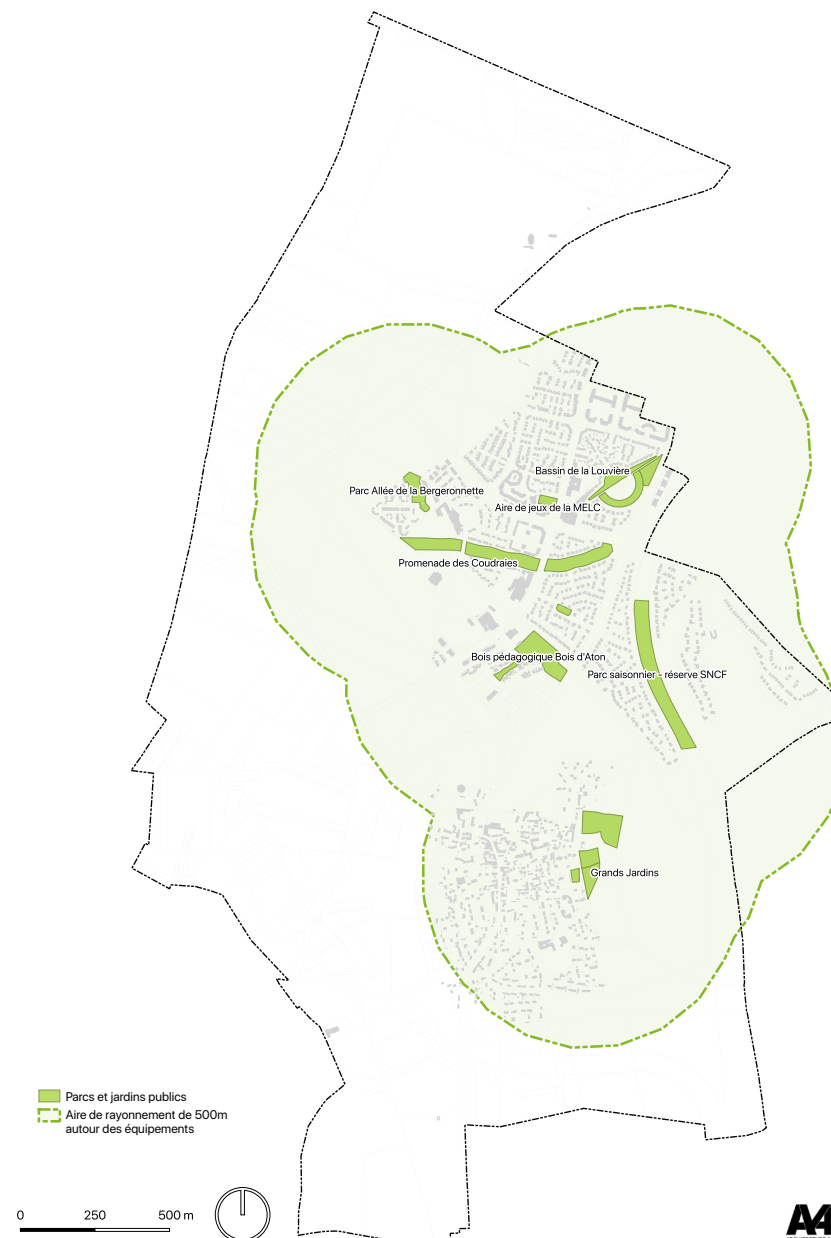 Bassin de la Louvière
Parc Allée de la Bergeronnette
Aire de jeux de la MELC
Promenade des Coudraies
Bois pédagogique Bois d'Aton
Parc saisonnier - réserve SNCF
Grands Jardins
Parcs et jardins publics
Aire de rayonnement de 500m
autour des équipements
0 250 500 m